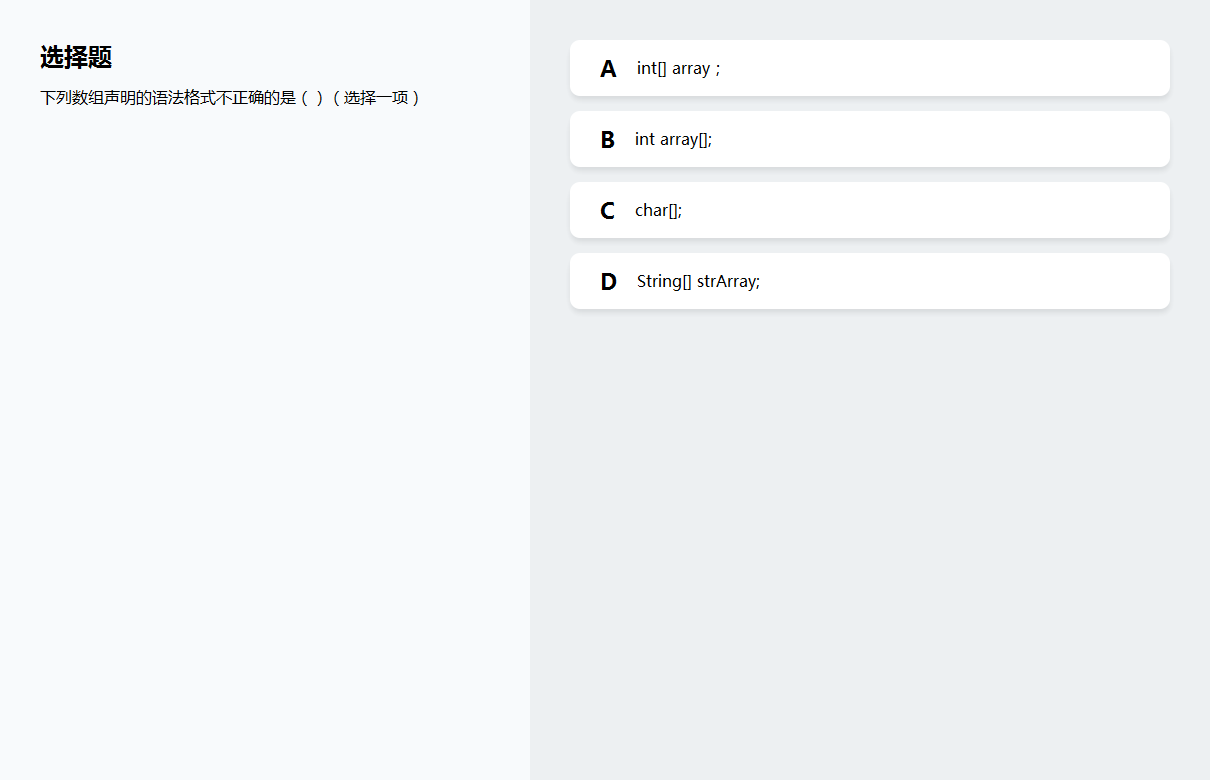 选择题
下列数组声明的语法格式不正确的是（ ）（选择一项）
A int[] array ;
B int array[];
C char[];
D String[] strArray;